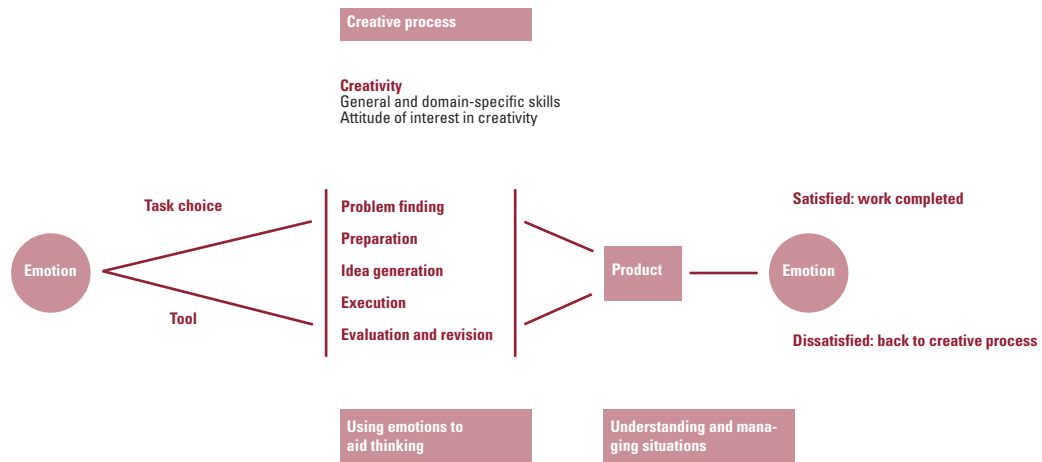 Creative process
Creativity
General and domain-specific skills
Attitude of interest in creativity
Task choice
Emotion
Tool
Problem finding
Preparation
Idea generation
Execution
Evaluation and revision
Product
Satisfied: work completed
Emotion
Dissatisfied: back to creative process
Using emotions to
aid thinking
Understanding and mana-
ging situations